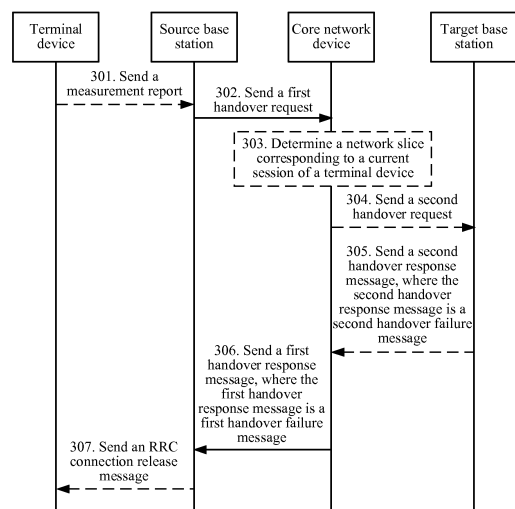 Terminal
device
Source base
station
Core network
device
Target base
station
301. Send a
measurement report
302. Send a first
handover request
303. Determine a network slice
corresponding to a current
session of a terminal device
304. Send a second
handover request
305. Send a second
handover response
message, where the
second handover
response message is a
second handover failure
message
306. Send a first
handover response
message, where the
first handover
response message is a
first handover failure
message
307. Send an RRC
connection release
message